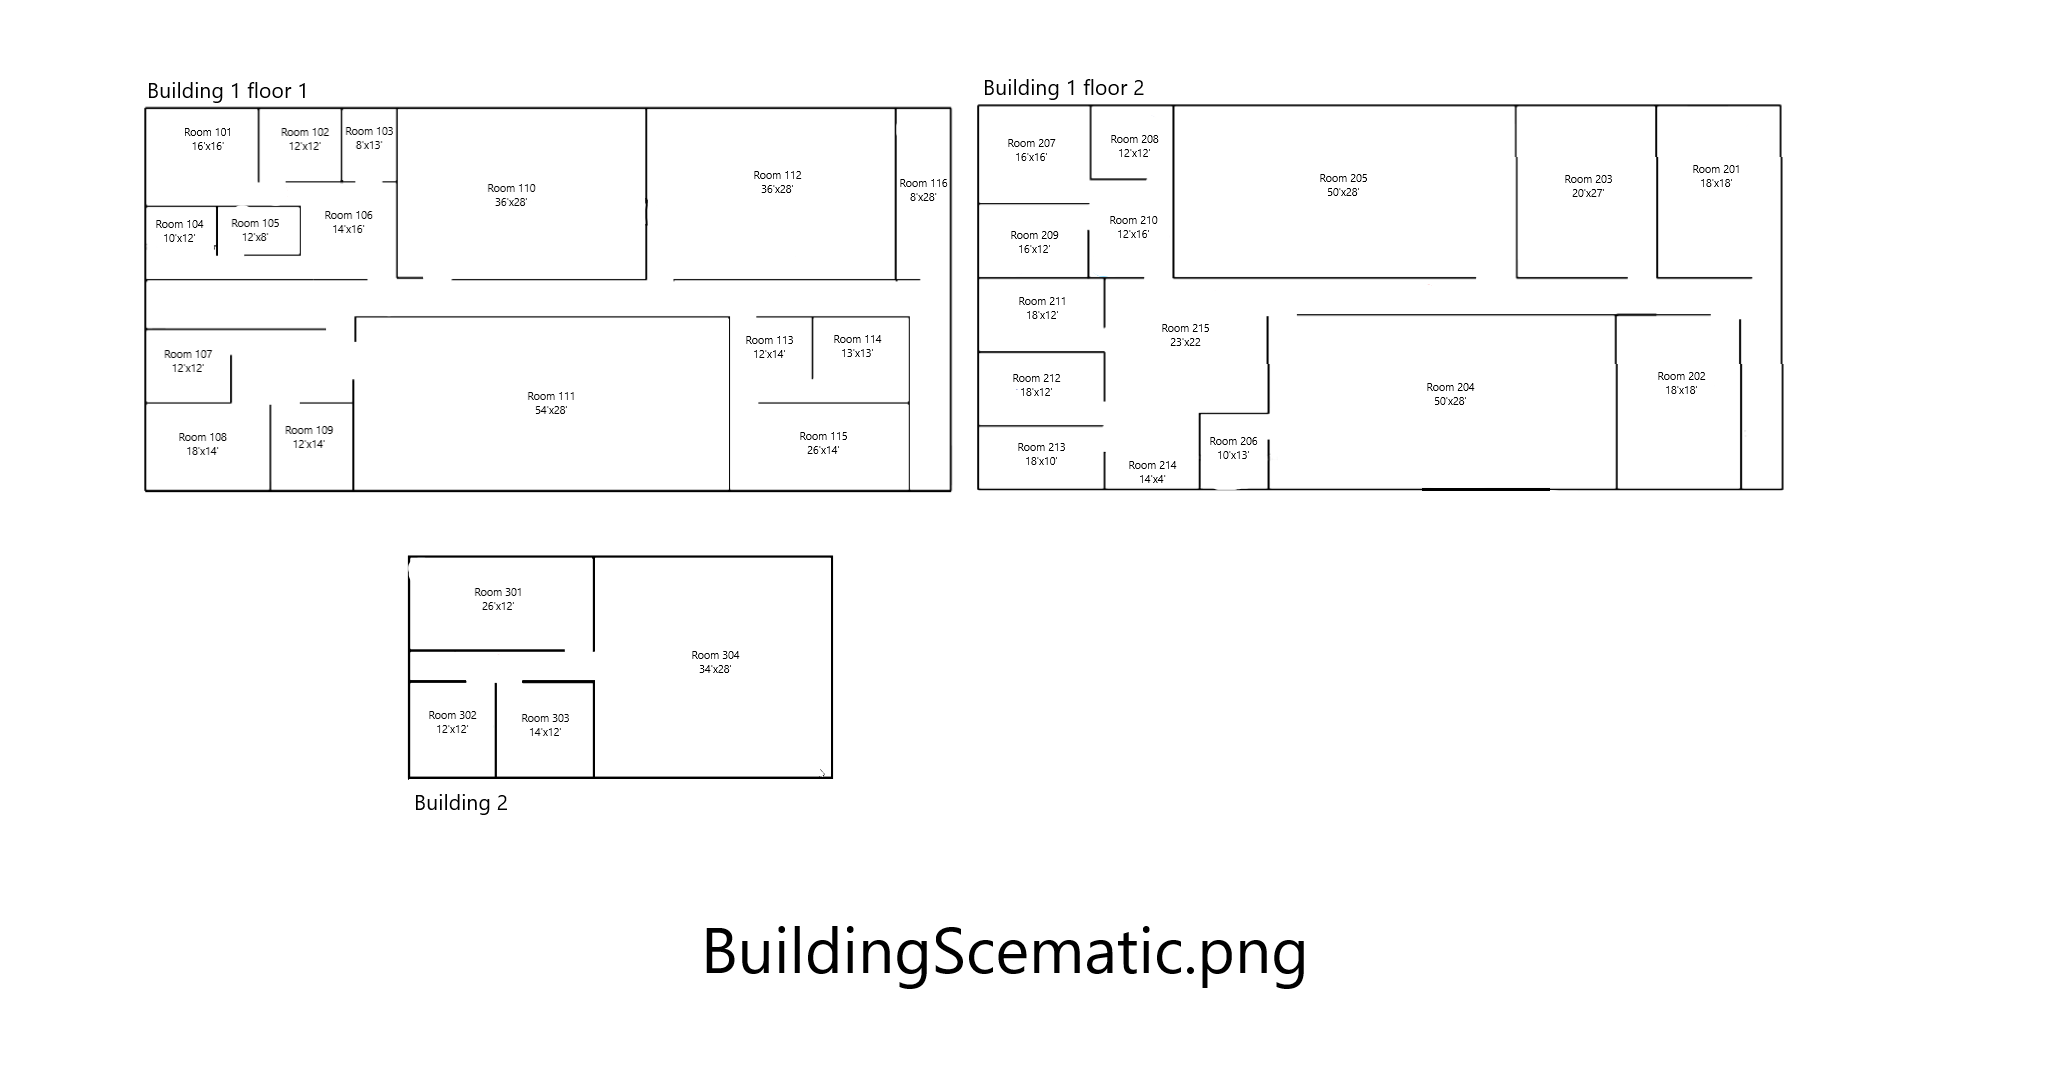 Building 1 floor 1
Room 101
16'x16'
Room 102
12'x12'
Room 103
8'x13'
Room 110
36'x28'
Room 112
36'x28'
Room 116
8'x28'
Room 104
10'x12'
Room 105
12'x8'
Room 106
14'x16'
Room 107
12'x12'
Room 108
18'x14'
Room 109
12'x14'
Room 111
54'x28'
Room 113
12'x14'
Room 114
13'x13'
Room 115
26'x14'
Building 1 floor 2
Room 207
16'x16'
Room 208
12'x12'
Room 205
50'x28'
Room 203
20'x27'
Room 201
18'x18'
Room 209
16'x12'
Room 210
12'x16'
Room 211
18'x12'
Room 215
23'x22
Room 212
18'x12'
Room 204
50'x28'
Room 202
18'x18'
Room 213
18'x10'
Room 214
14'x4'
Room 206
10'x13'
Room 301
26'x12'
Room 304
34'x28'
Room 302
12'x12'
Room 303
14'x12'
Building 2
BuildingScematic.png